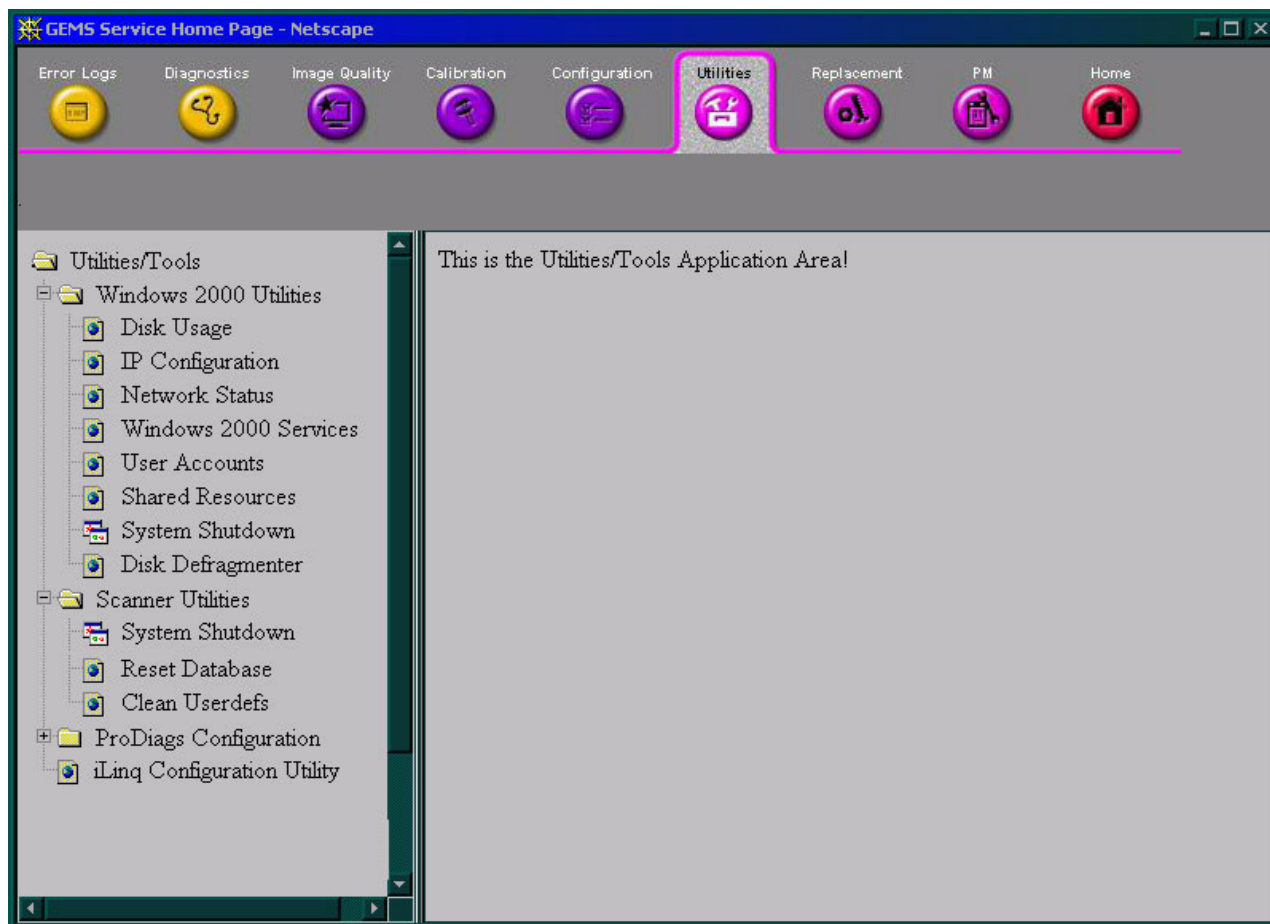 GEMS Service Home Page - Netscape
Error Logs Diagnostics Image Quality Calibration Configuration Utilities Replacement PM Home
Utilities/Tools
Windows 2000 Utilities
Disk Usage
IP Configuration
Network Status
Windows 2000 Services
User Accounts
Shared Resources
System Shutdown
Disk Defragmenter
Scanner Utilities
System Shutdown
Reset Database
Clean Userdefs
ProDiags Configuration
iLinq Configuration Utility
This is the Utilities/Tools Application Area!